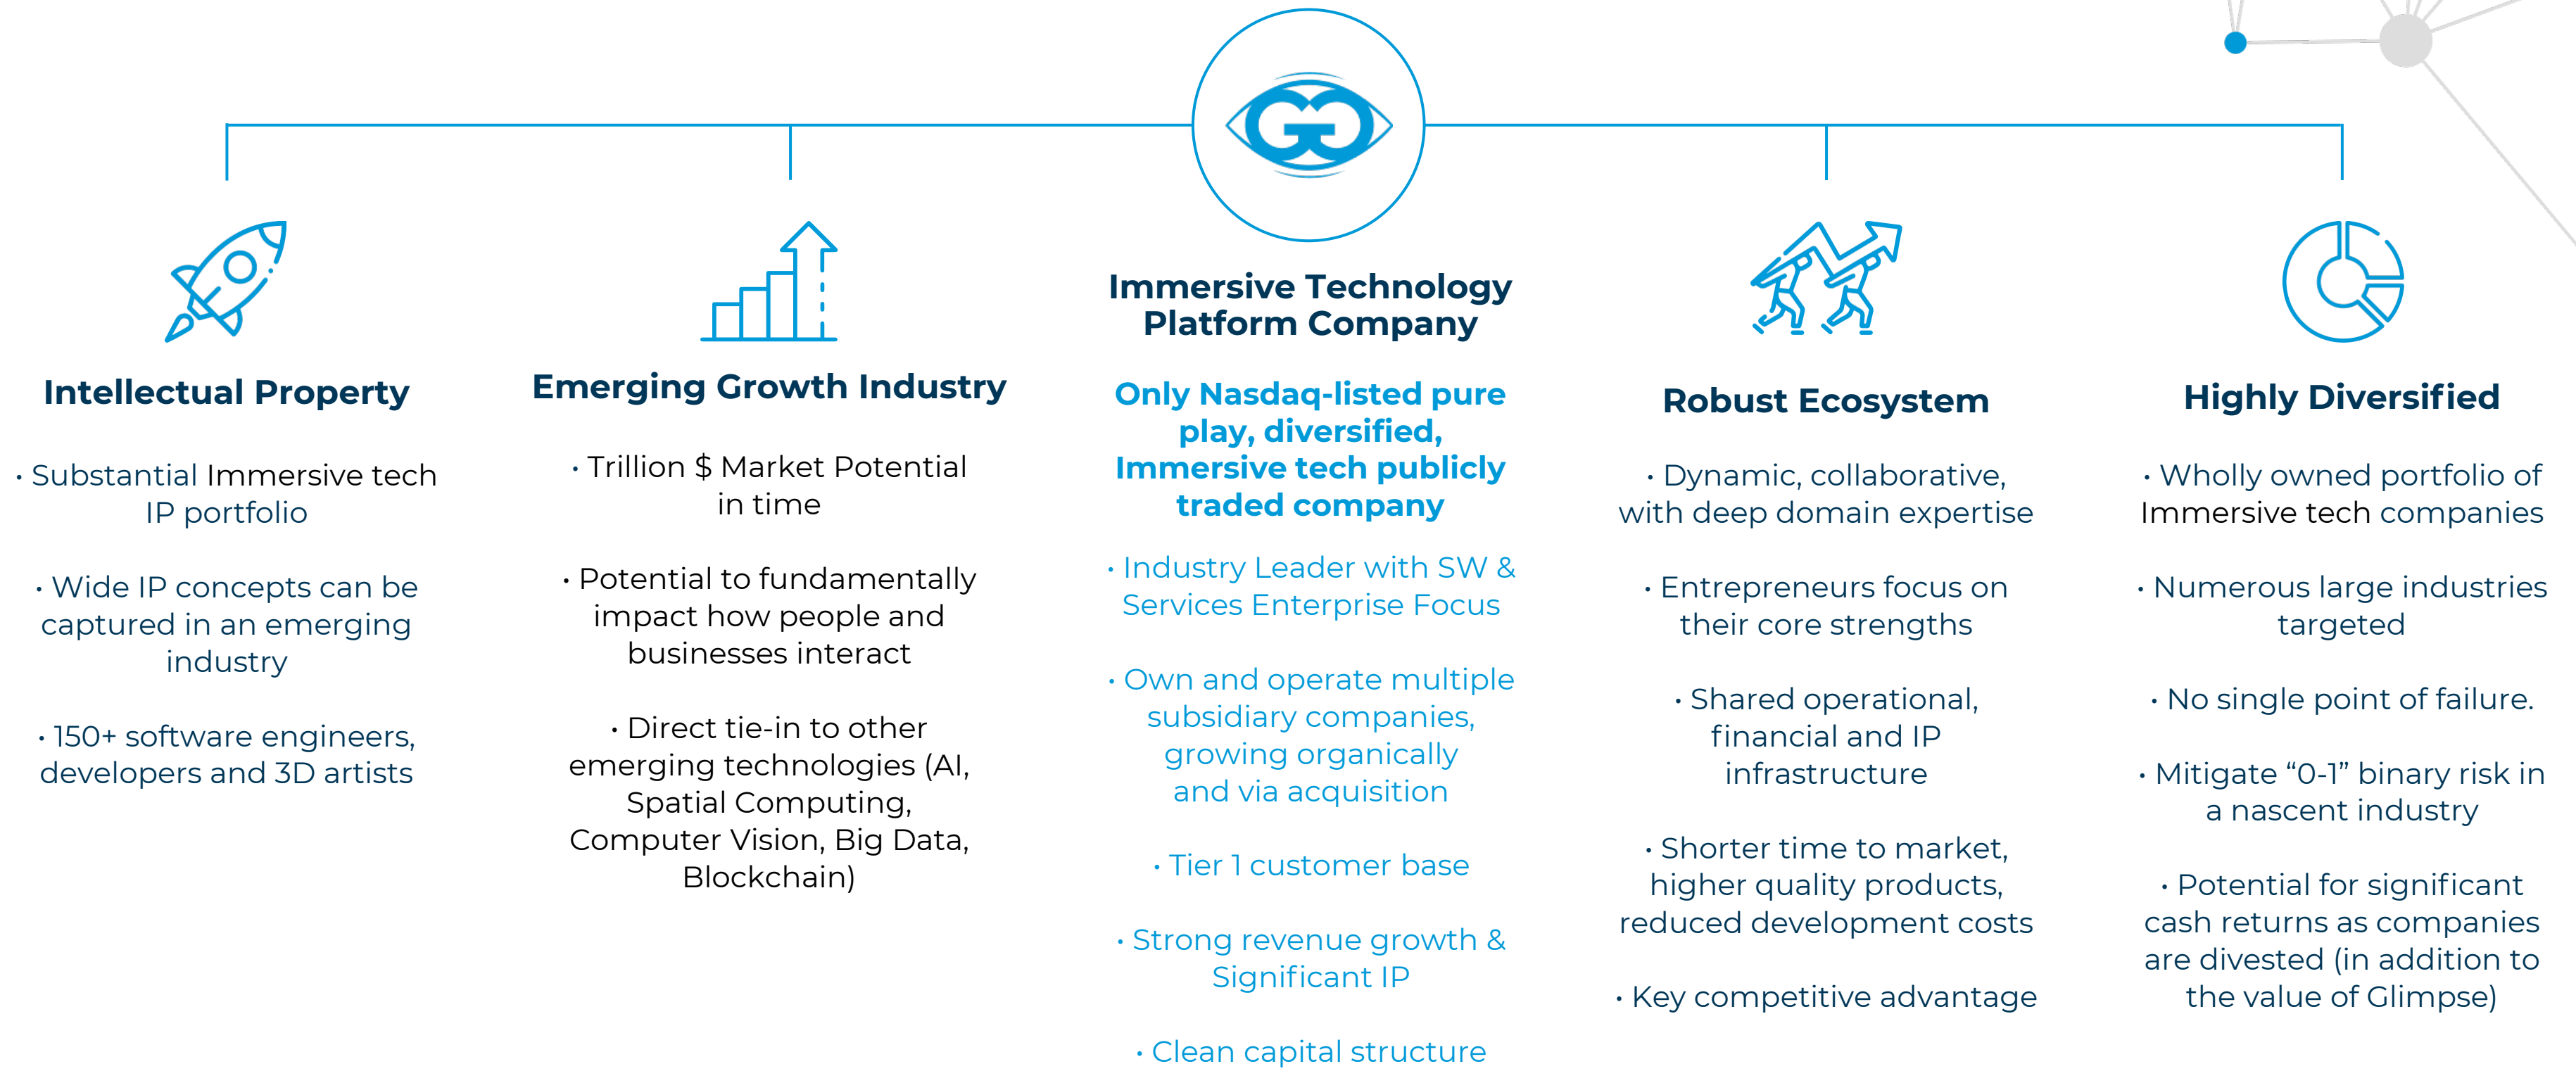 Intellectual Property
· Substantial Immersive tech
IP portfolio
· Wide IP concepts can be
captured in an emerging
industry
· 150+ software engineers,
developers and 3D artists
Emerging Growth Industry
· Trillion $ Market Potential
in time
· Potential to fundamentally
impact how people and
businesses interact
· Direct tie-in to other
emerging technologies (AI,
Spatial Computing,
Computer Vision, Big Data,
Blockchain)
GG
Immersive Technology
Platform Company
Only Nasdaq-listed pure
play, diversified,
Immersive tech publicly
traded company
· Industry Leader with SW &
Services Enterprise Focus
· Own and operate multiple
subsidiary companies,
growing organically
and via acquisition
· Tier 1 customer base
· Strong revenue growth &
Significant IP
· Clean capital structure
Robust Ecosystem
· Dynamic, collaborative,
with deep domain expertise
· Entrepreneurs focus on
their core strengths
· Shared operational,
financial and IP
infrastructure
· Shorter time to market,
higher quality products,
reduced development costs
· Key competitive advantage
Highly Diversified
· Wholly owned portfolio of
Immersive tech companies
· Numerous large industries
targeted
· No single point of failure.
· Mitigate “0-1” binary risk in
a nascent industry
· Potential for significant
cash returns as companies
are divested (in addition to
the value of Glimpse)